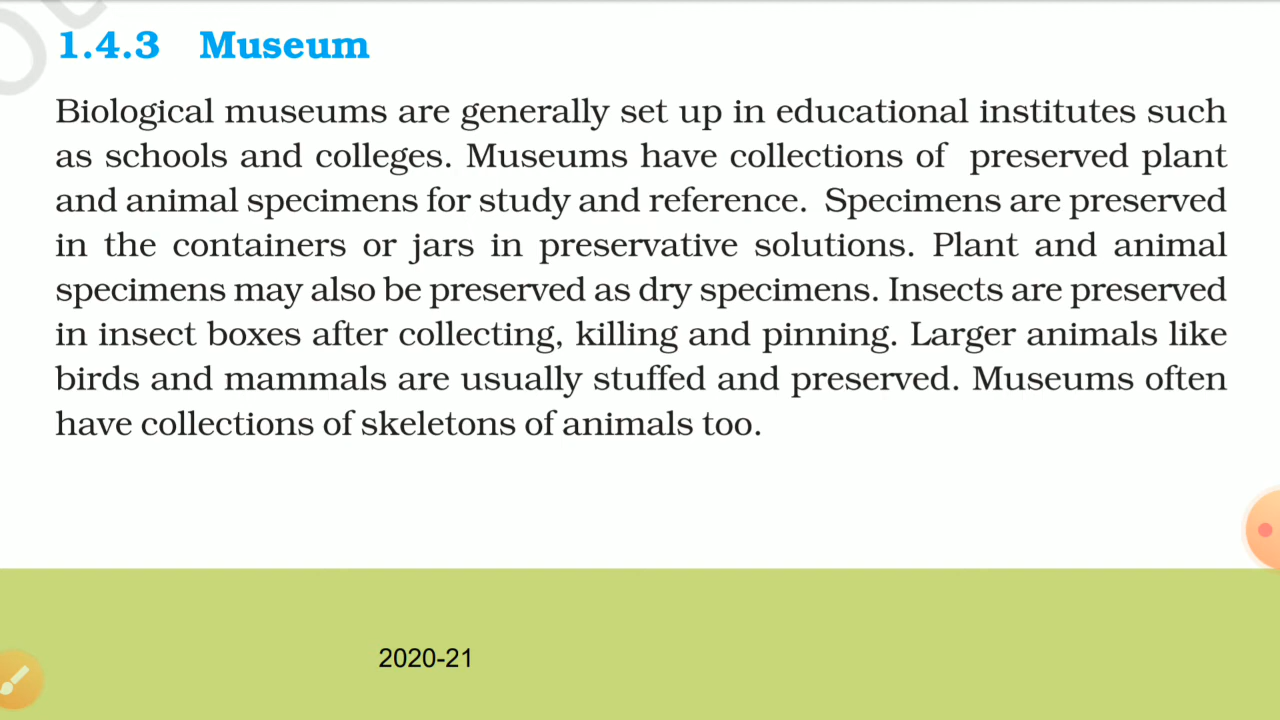 1.4.3 Museum
Biological museums are generally set up in educational institutes such
as schools and colleges. Museums have collections of preserved plant
and animal specimens for study and reference. Specimens are preserved
in the containers or jars in preservative solutions. Plant and animal
specimens may also be preserved as dry specimens. Insects are preserved
in insect boxes after collecting, killing and pinning. Larger animals like
birds and mammals are usually stuffed and preserved. Museums often
have collections of skeletons of animals too.
2020-21